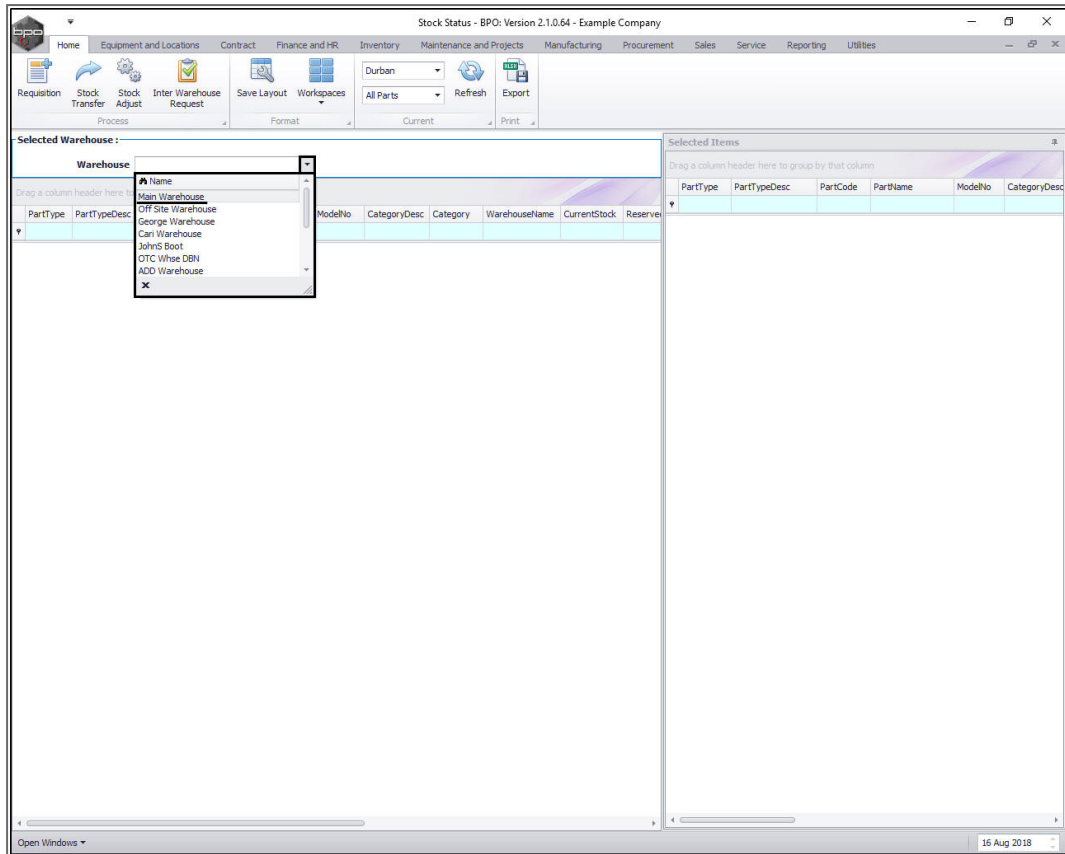 Stock Status - BPO: Version 2.1.0.64 - Example Company
bpo
Home Equipment and Locations Contract Finance and HR Inventory Maintenance and Projects Manufacturing Procurement Sales Service Reporting Utilities
Requisition Stock Transfer Stock Adjust Inter Warehouse Request Save Layout Workspaces Durban All Parts Refresh XLSX Export
Process Format Current Print
Selected Warehouse :
Warehouse
Name
Main Warehouse
Off Site Warehouse
George Warehouse
Cari Warehouse
JohnS Boot
OTC Whse DBN
ADD Warehouse
Drag a column header here to
PartType PartTypeDesc ModelNo CategoryDesc Category WarehouseName CurrentStock Reserve
Selected Items
Drag a column header here to group by that column
PartType PartTypeDesc PartCode PartName ModelNo CategoryDesc
Open Windows
16 Aug 2018